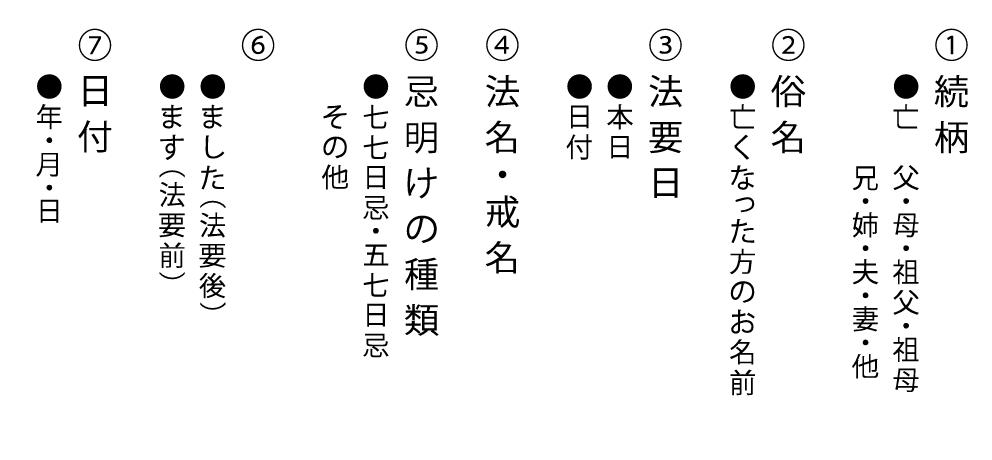 ①続柄
●亡　父・母・祖父・祖母
兄・姉・夫・妻・他
②俗名
●亡くなった方のお名前
③法要日
●本日
●日付
④法名・戒名
⑤忌明けの種類
●七七日忌・五七日忌
その他
⑥
●ました（法要後）
●ます（法要前）
⑦日付
●年・月・日